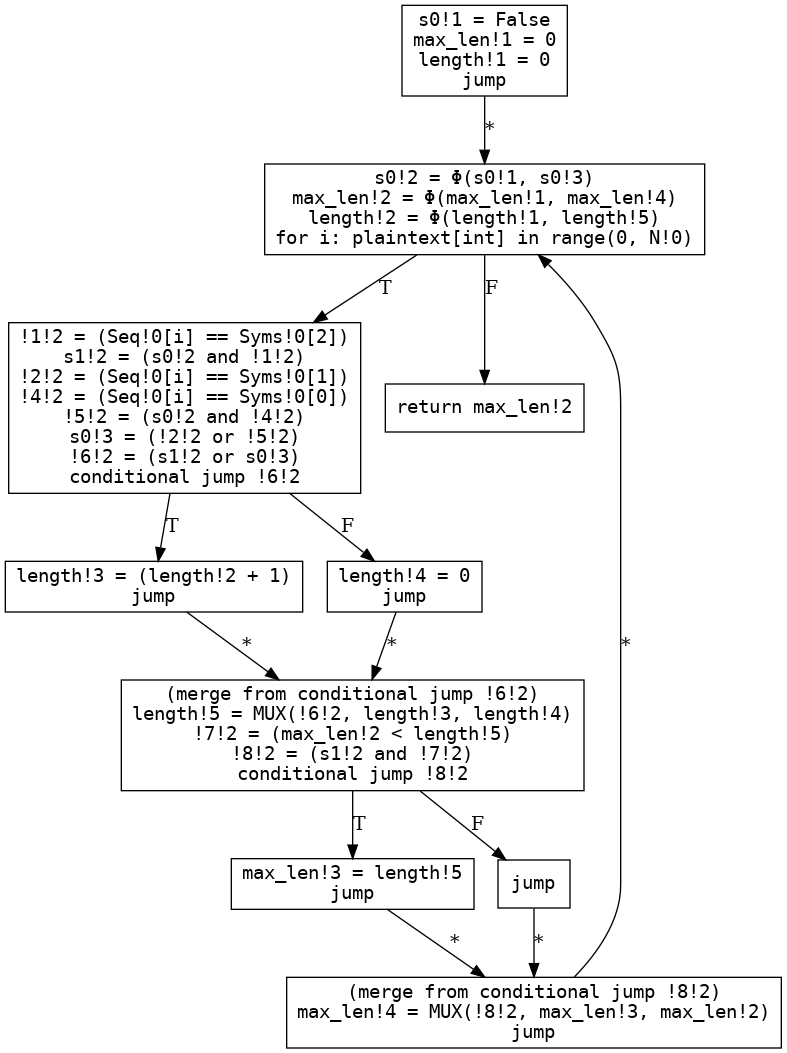 s0!1 = False
max_len!1 = 0
length!1 = 0
jump
*
s0!2 = Φ(s0!1, s0!3)
max_len!2 = Φ(max_len!1, max_len!4)
length!2 = Φ(length!1, length!5)
for i: plaintext[int] in range(0, N!0)
T
F
!1!2 = (Seq!0[i] == Syms!0[2])
s1!2 = (s0!2 and !1!2)
!2!2 = (Seq!0[i] == Syms!0[1])
!4!2 = (Seq!0[i] == Syms!0[0])
!5!2 = (s0!2 and !4!2)
s0!3 = (!2!2 or !5!2)
!6!2 = (s1!2 or s0!3)
conditional jump !6!2
return max_len!2
T
F
length!3 = (length!2 + 1)
jump
length!4 = 0
jump
*
*
*
(merge from conditional jump !6!2)
length!5 = MUX(!6!2, length!3, length!4)
!7!2 = (max_len!2 < length!5)
!8!2 = (s1!2 and !7!2)
conditional jump !8!2
T
F
max_len!3 = length!5
jump
jump
*
*
(merge from conditional jump !8!2)
max_len!4 = MUX(!8!2, max_len!3, max_len!2)
jump